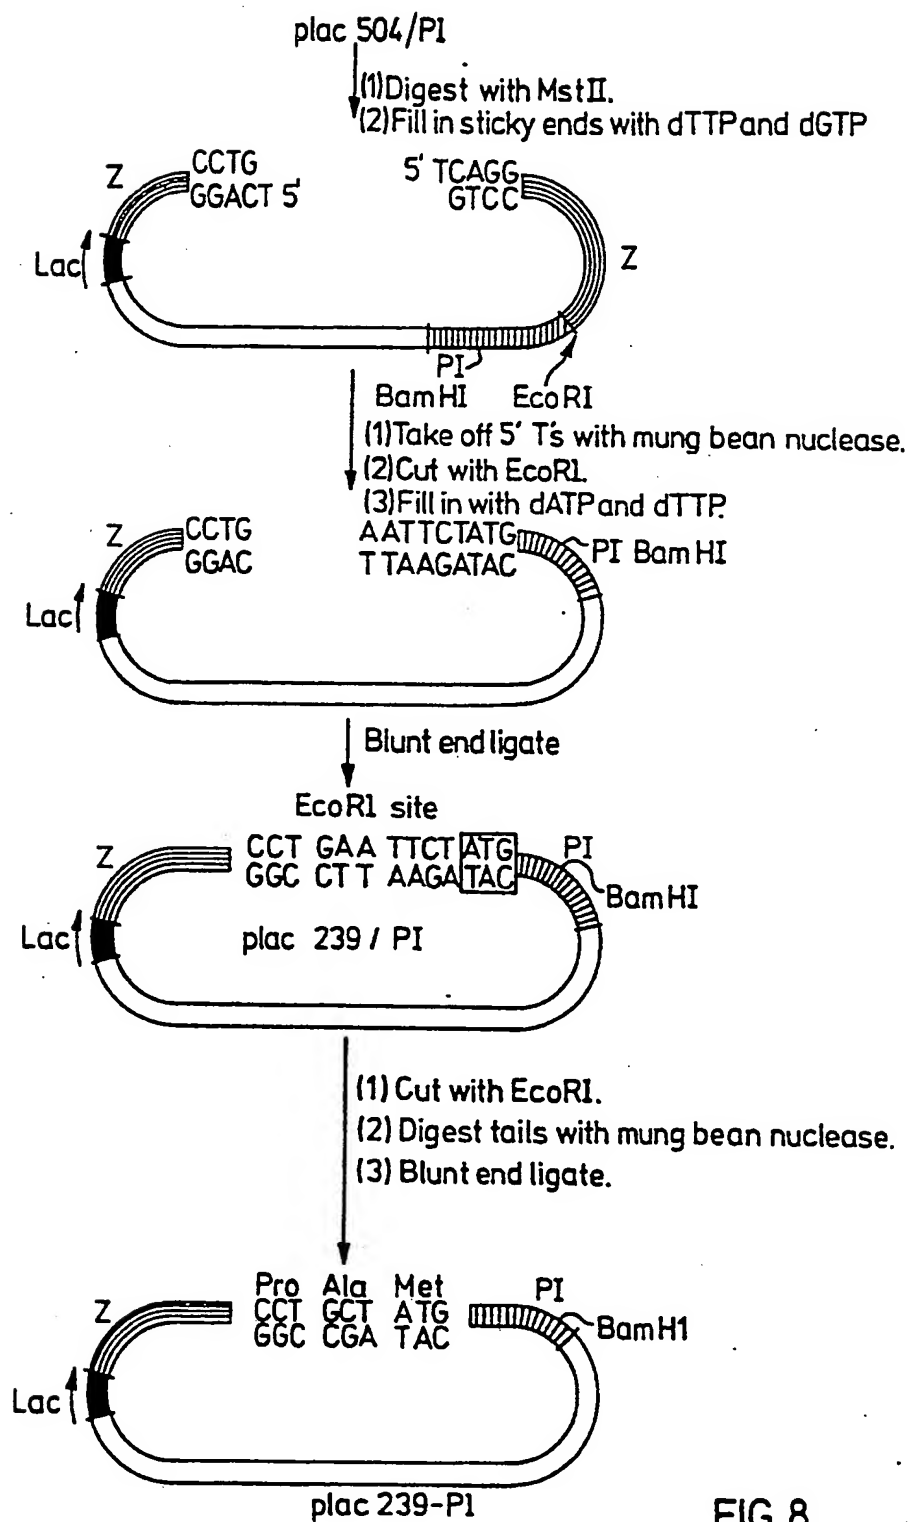 plac 504/PI
(1)Digest with MstII.
(2)Fill in sticky ends with dTTP and dGTP
Z
CCTG
GGACT 5'
5' TCAGG
GTCC
Lac
Z
PI
BamHI
EcoRI
(1)Take off 5' T's with mung bean nuclease.
(2)Cut with EcoR1.
(3)Fill in with dATP and dTTP.
Z
CCTG
GGAC
AATTCTATG
TTAAGATAC
PI BamHI
Lac
Blunt end ligate
EcoR1 site
Z
CCT GAA TTCT ATG
GGC CTT AAGA TAC
PI
BamHI
Lac
plac 239 / PI
(1) Cut with EcoRI.
(2) Digest tails with mung bean nuclease.
(3) Blunt end ligate.
Pro Ala Met
Z
CCT GCT ATG
GGC CGA TAC
PI
BamH1
Lac
plac 239-P1
FIG. 8